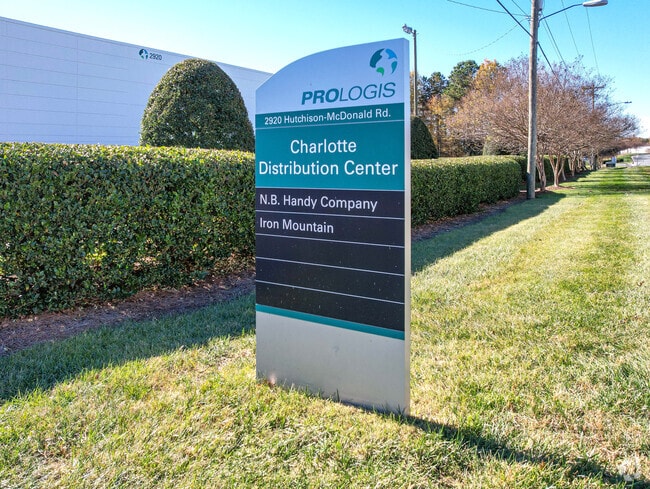 2920
PROLOGIS
2920 Hutchison-McDonald Rd.
Charlotte
Distribution Center
N.B. Handy Company
Iron Mountain